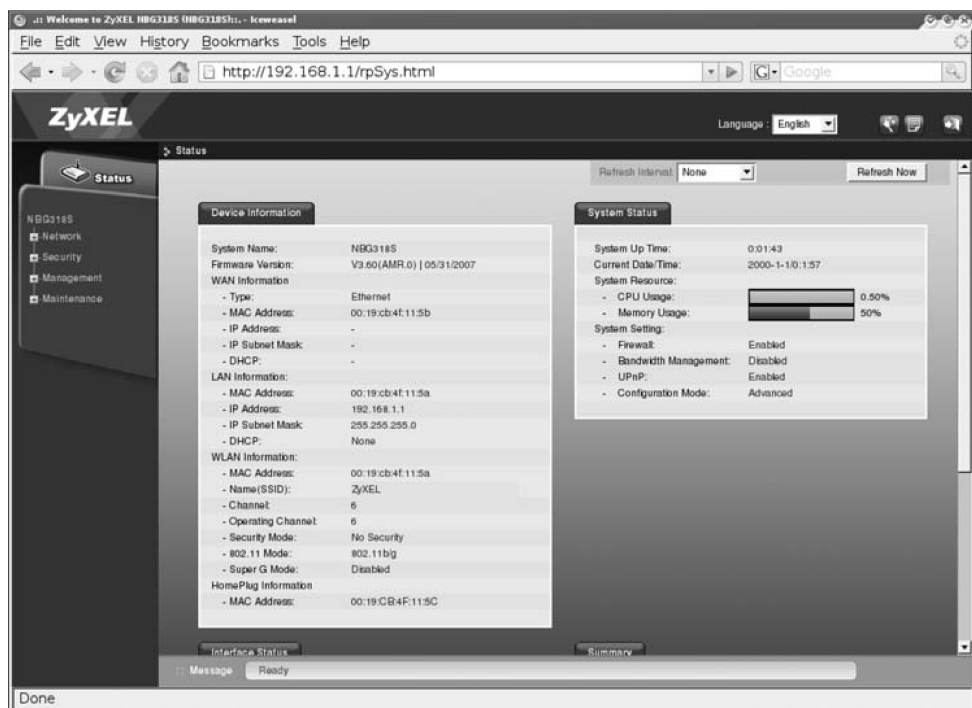 .:: Welcome to ZyXEL NBG318S (NBG318S)::. - Iceweasel
File Edit View History Bookmarks Tools Help
http://192.168.1.1/rpSys.html
G Google
ZyXEL
Language : English
Status
> Status
Refresh Interval: None
Refresh Now
NBG318S
Network
Security
Management
Maintenance
Device Information
System Name: NBG318S
Firmware Version: V3.60(AMR.0) | 05/31/2007
WAN Information
- Type: Ethernet
- MAC Address: 00:19:cb:4f:11:5b
- IP Address: -
- IP Subnet Mask: -
- DHCP: -
LAN Information:
- MAC Address: 00:19:cb:4f:11:5a
- IP Address: 192.168.1.1
- IP Subnet Mask: 255.255.255.0
- DHCP: None
WLAN Information:
- MAC Address: 00:19:cb:4f:11:5a
- Name(SSID): ZyXEL
- Channel: 6
- Operating Channel: 6
- Security Mode: No Security
- 802.11 Mode: 802.11b/g
- Super G Mode: Disabled
HomePlug Information
- MAC Address: 00:19:CB:4F:11:5C
System Status
System Up Time: 0:01:43
Current Date/Time: 2000-1-1/0:1:57
System Resource:
- CPU Usage: 0.50%
- Memory Usage: 50%
System Setting:
- Firewall: Enabled
- Bandwidth Management: Disabled
- UPnP: Enabled
- Configuration Mode: Advanced
Interface Status
Summary
Message Ready
Done